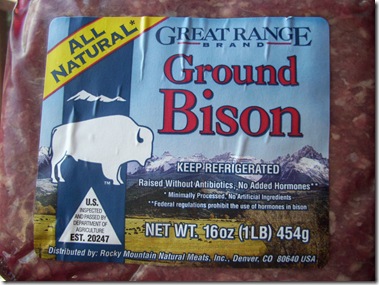 ALL
NATURAL*
GREAT RANGE
BRAND
Ground
Bison
TM
KEEP REFRIGERATED
Raised Without Antibiotics, No Added Hormones**
* Minimally Processed, No Artificial Ingredients
**Federal regulations prohibit the use of hormones in bison
U.S.
INSPECTED
AND PASSED BY
DEPARTMENT OF
AGRICULTURE
EST. 20247
NET WT. 16oz (1LB) 454g
Distributed by: Rocky Mountain Natural Meats, Inc., Denver, CO 80640 USA